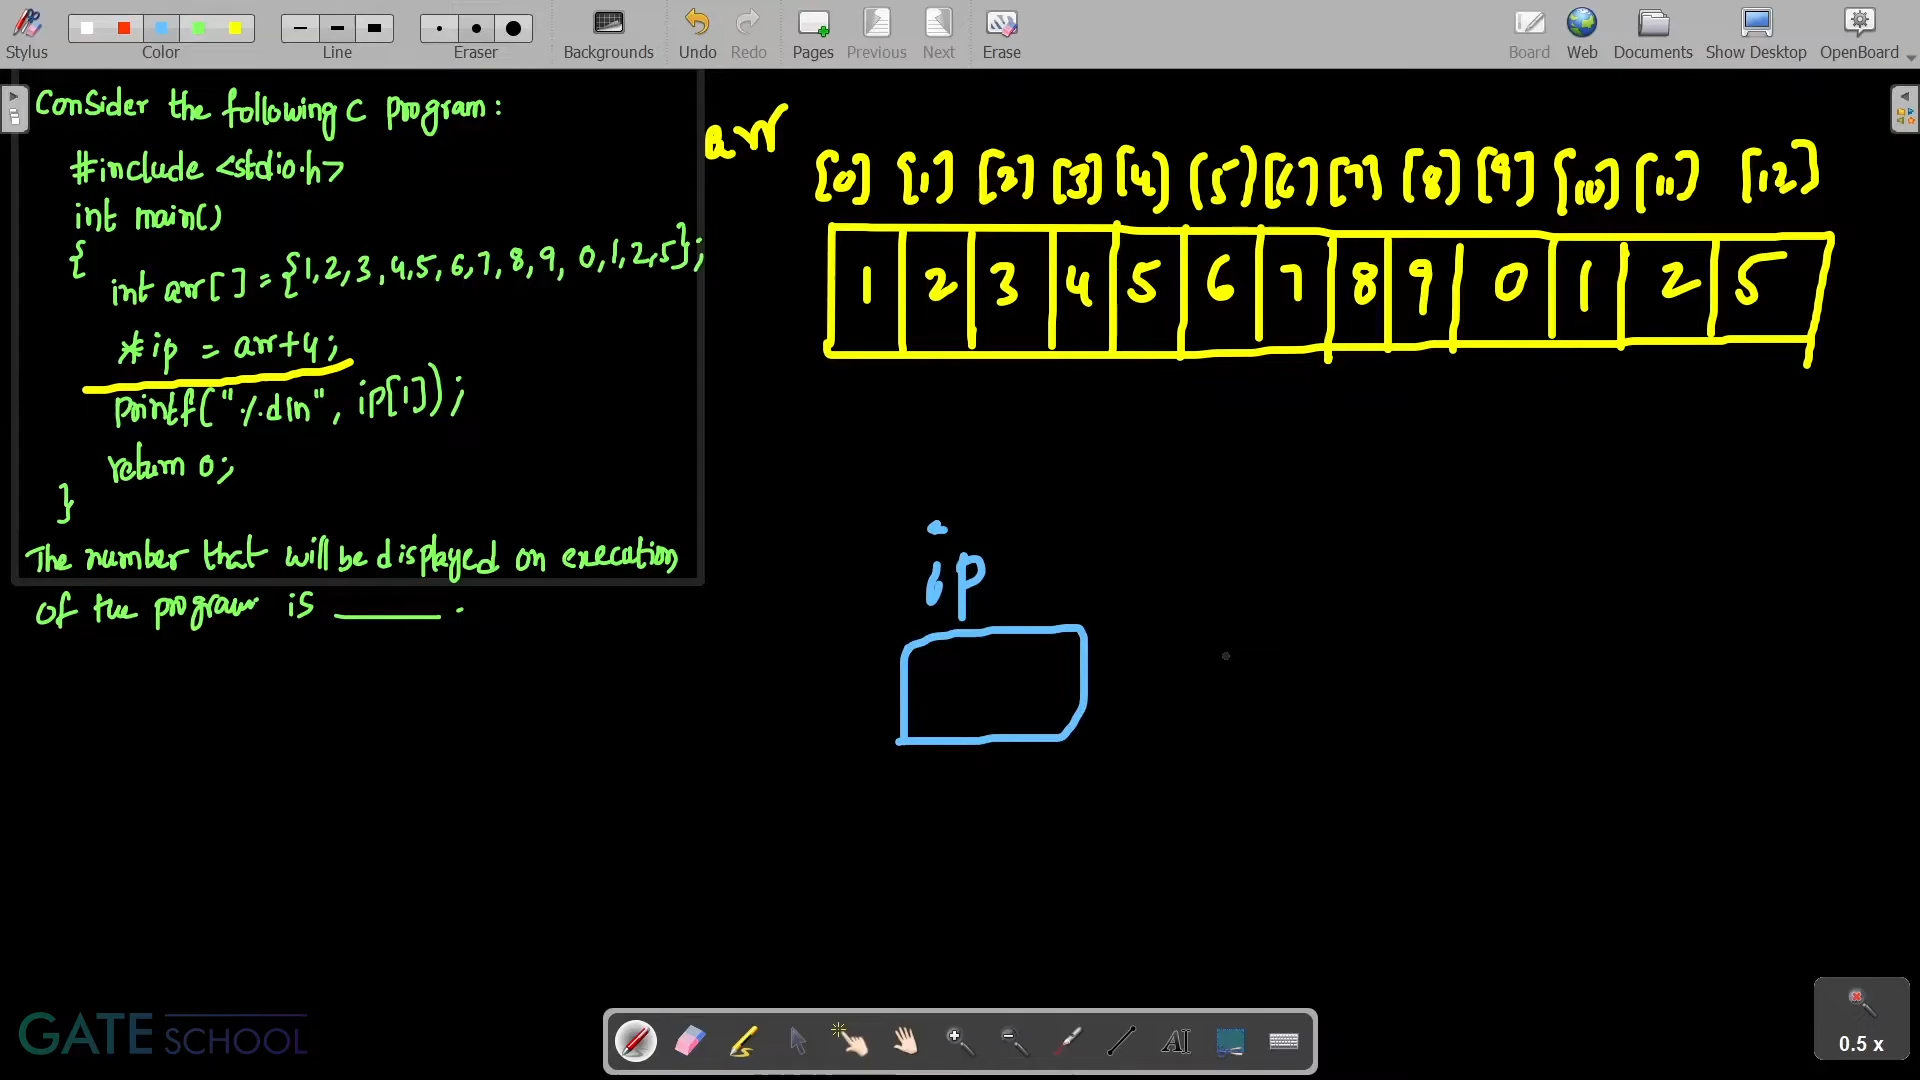 Stylus
Color
Line
Eraser
Backgrounds
Undo
Redo
Pages
Previous
Next
Erase
Board
Web
Documents
Show Desktop
OpenBoard
Consider the following C program:
#include <stdio.h>
int main()
{
int arr[] = {1,2,3,4,5,6,7,8,9,0,1,2,5};
*ip = arr+4;
printf("%d\n", ip[1]);
return 0;
}
The number that will be displayed on execution
of the program is ______ .
arr
[0] [1] [2] [3] [4] [5] [6] [7] [8] [9] [10] [11] [12]
1 2 3 4 5 6 7 8 9 0 1 2 5
ip
GATE SCHOOL
AI
0.5 x